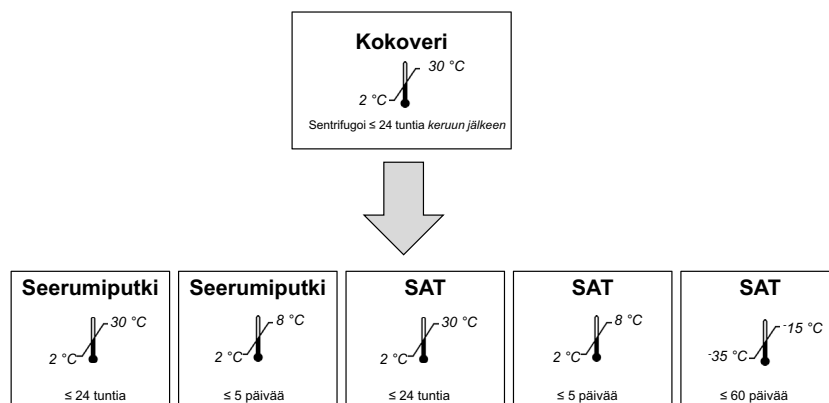 Kokoveri
30 °C
2 °C
Sentrifugoi ≤ 24 tuntia keruun jälkeen
Seerumiputki
30 °C
2 °C
≤ 24 tuntia
Seerumiputki
8 °C
2 °C
≤ 5 päivää
SAT
30 °C
2 °C
≤ 24 tuntia
SAT
8 °C
2 °C
≤ 5 päivää
SAT
-15 °C
-35 °C
≤ 60 päivää